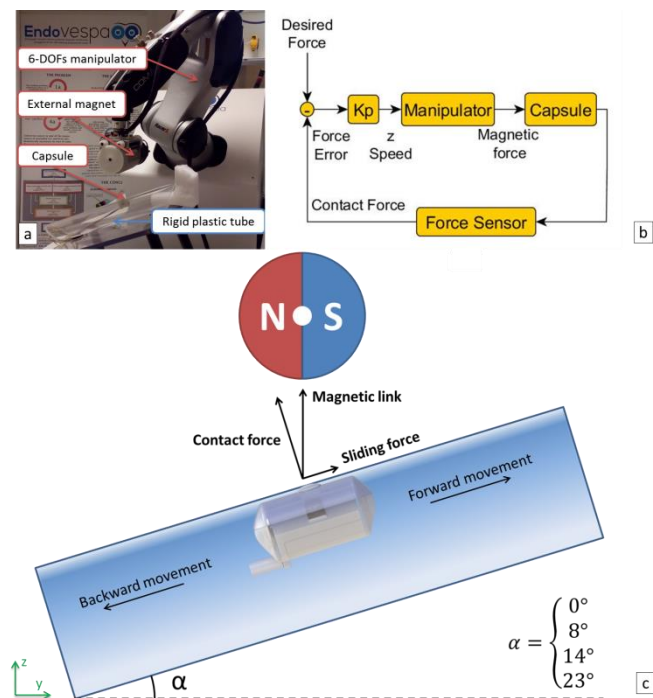 Endovespa
6-DOFs manipulator
External magnet
Capsule
Rigid plastic tube
a
Desired
Force
-
Kp
Manipulator
Capsule
Force
Error
z
Speed
Magnetic
force
Contact Force
Force Sensor
b
N
S
Magnetic link
Contact force
Sliding force
Forward movement
Backward movement
α = { 0°
8°
14°
23°
z
y
α
c